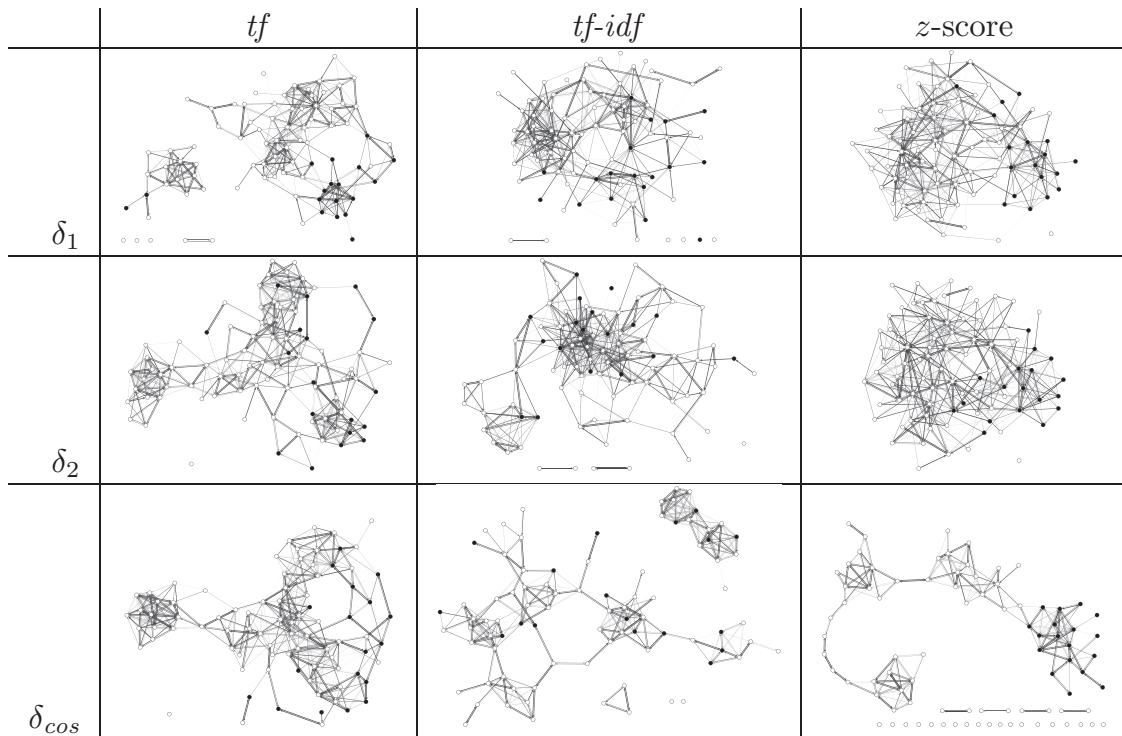 tf tf-idf z-score
δ1
δ2
δcos